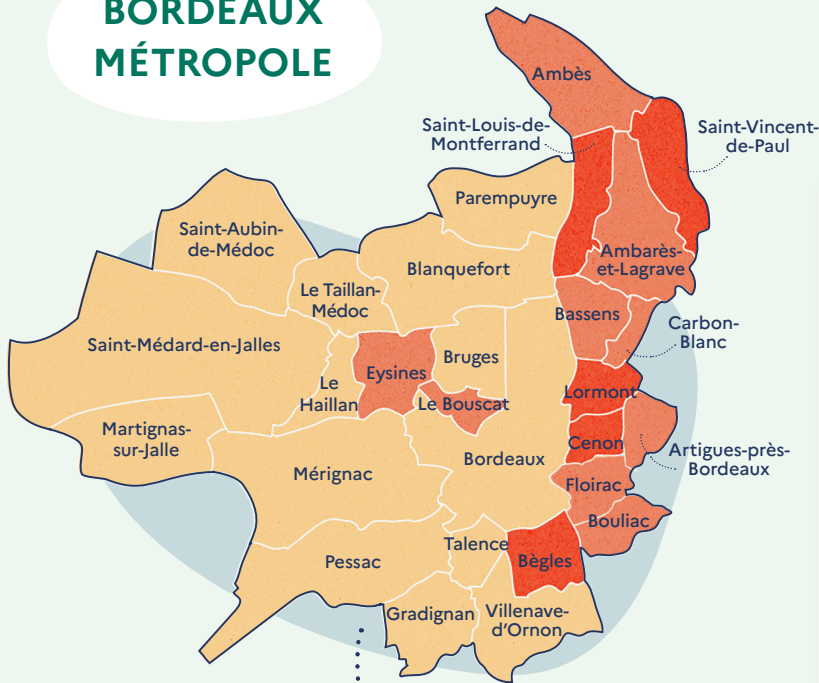 BORDEAUX
MÉTROPOLE
Ambès
Saint-Louis-de-
Montferrand
Saint-Vincent-
de-Paul
Parempuyre
Saint-Aubin-
de-Médoc
Ambarès-
et-Lagrave
Blanquefort
Le Taillan-
Médoc
Bassens
Carbon-
Blanc
Saint-Médard-en-Jalles
Bruges
Eysines
Le
Haillan
Le Bouscat
Lormont
Martignas-
sur-Jalle
Cenon
Artigues-près-
Bordeaux
Bordeaux
Mérignac
Floirac
Bouliac
Talence
Pessac
Bègles
Gradignan
Villenave-
d'Ornon